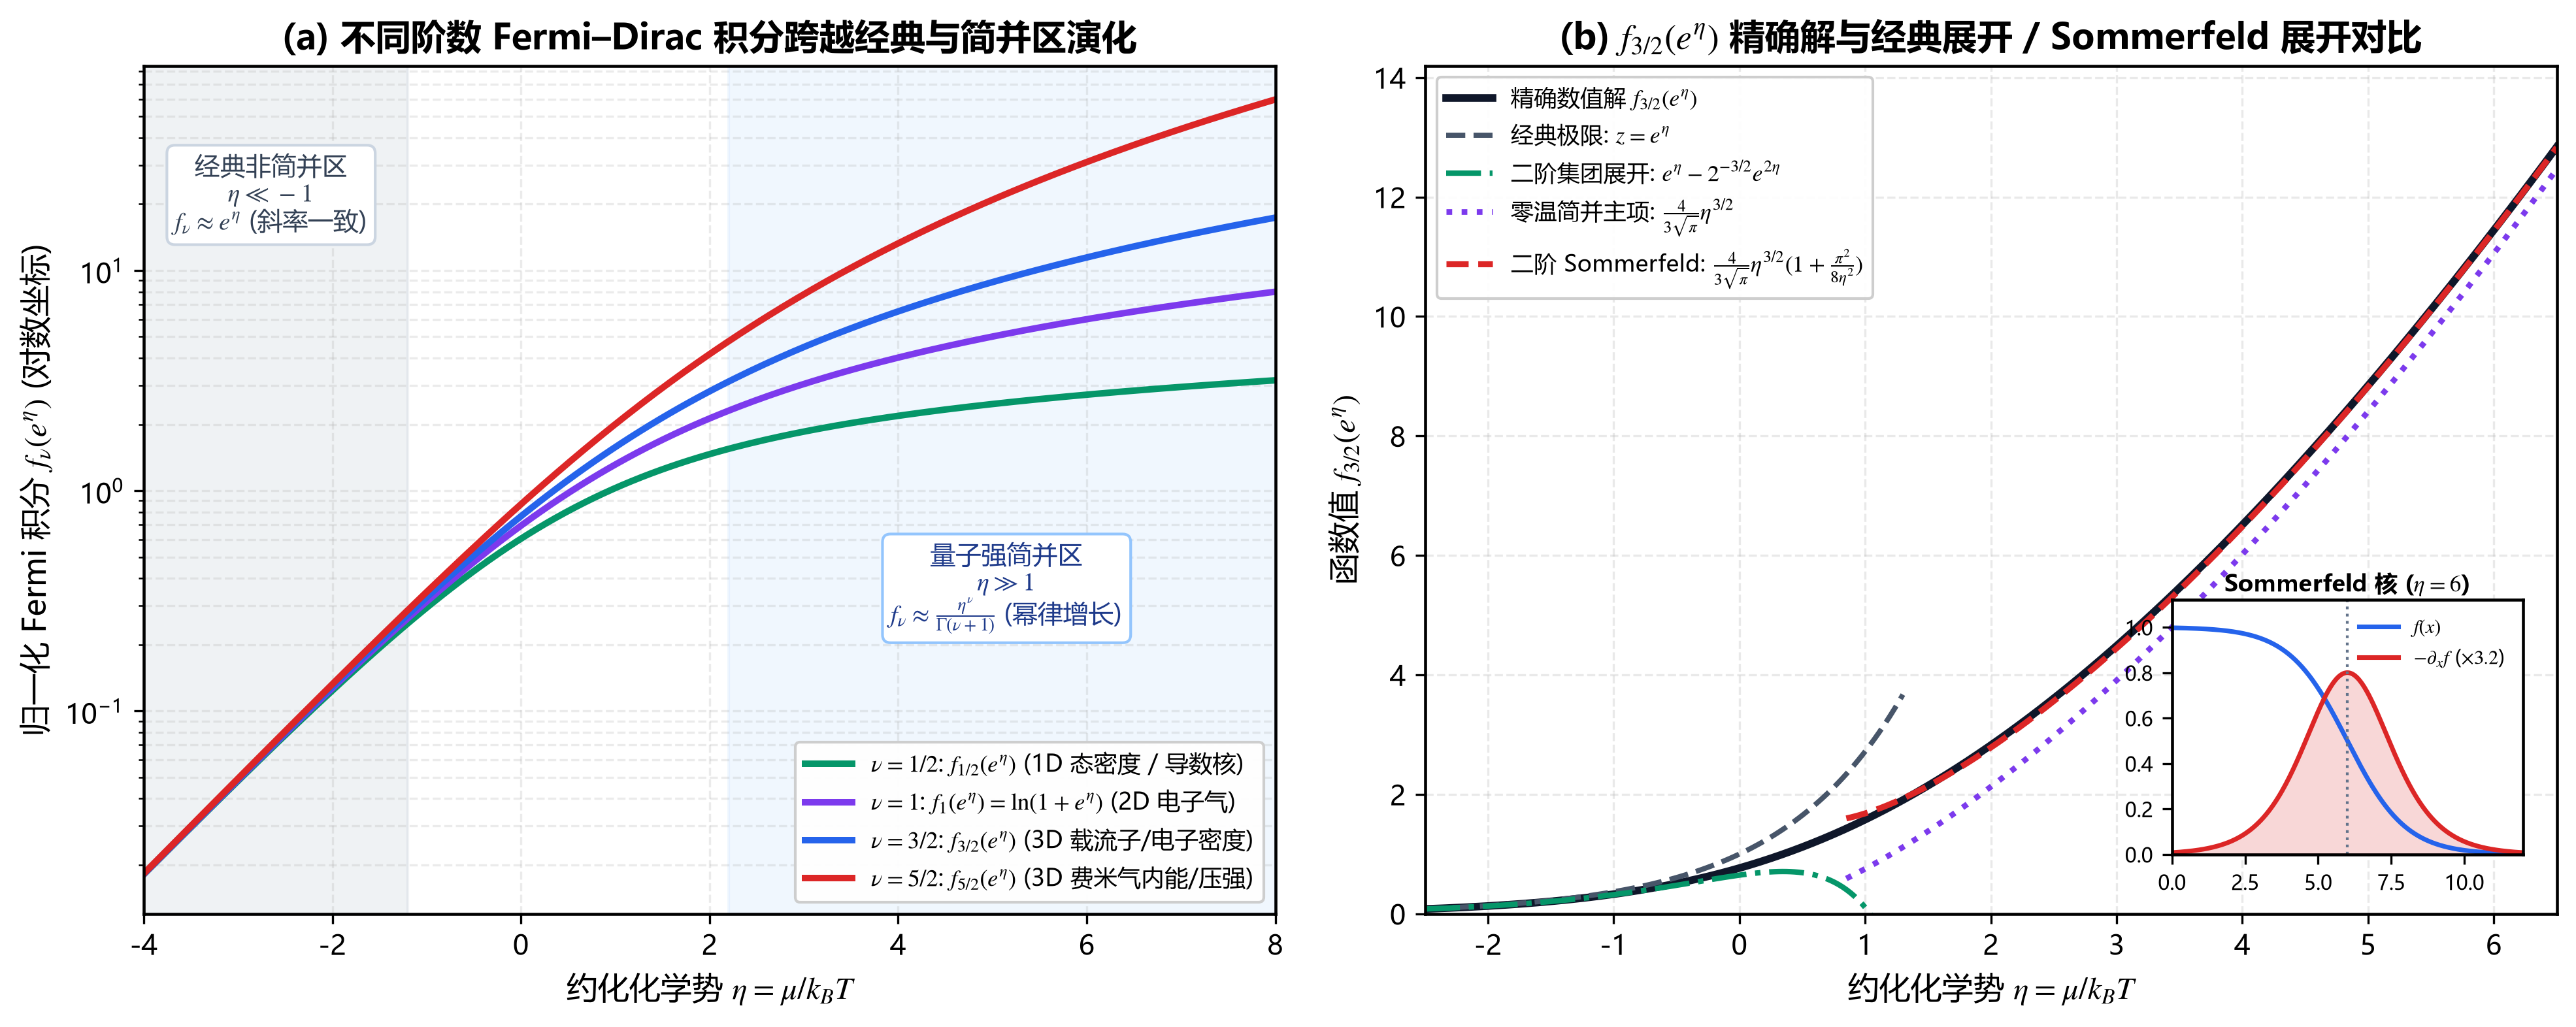 (a) 不同阶数 Fermi–Dirac 积分跨越经典与简并区演化
归一化 Fermi 积分 f_ν(e^η) (对数坐标)
10^1
10^0
10^-1
经典非简并区
η ≪ −1
f_ν ≈ e^η (斜率一致)
量子强简并区
η ≫ 1
f_ν ≈ η^ν/Γ(ν+1) (幂律增长)
ν = 1/2: f_{1/2}(e^η) (1D 态密度 / 导数核)
ν = 1: f_1(e^η) = ln(1 + e^η) (2D 电子气)
ν = 3/2: f_{3/2}(e^η) (3D 载流子/电子密度)
ν = 5/2: f_{5/2}(e^η) (3D 费米气内能/压强)
-4 -2 0 2 4 6 8
约化化学势 η = μ/k_BT
(b) f_{3/2}(e^η) 精确解与经典展开 / Sommerfeld 展开对比
函数值 f_{3/2}(e^η)
14
12
10
8
6
4
2
0
精确数值解 f_{3/2}(e^η)
经典极限: z = e^η
二阶集团展开: e^η − 2^{−3/2}e^{2η}
零温简并主项: 4/(3√π) η^{3/2}
二阶 Sommerfeld: 4/(3√π) η^{3/2}(1 + π²/(8η²))
Sommerfeld 核 (η = 6)
f(x)
−∂_x f (×3.2)
1.0
0.8
0.6
0.4
0.2
0.0
0.0 2.5 5.0 7.5 10.0
-2 -1 0 1 2 3 4 5 6
约化化学势 η = μ/k_BT